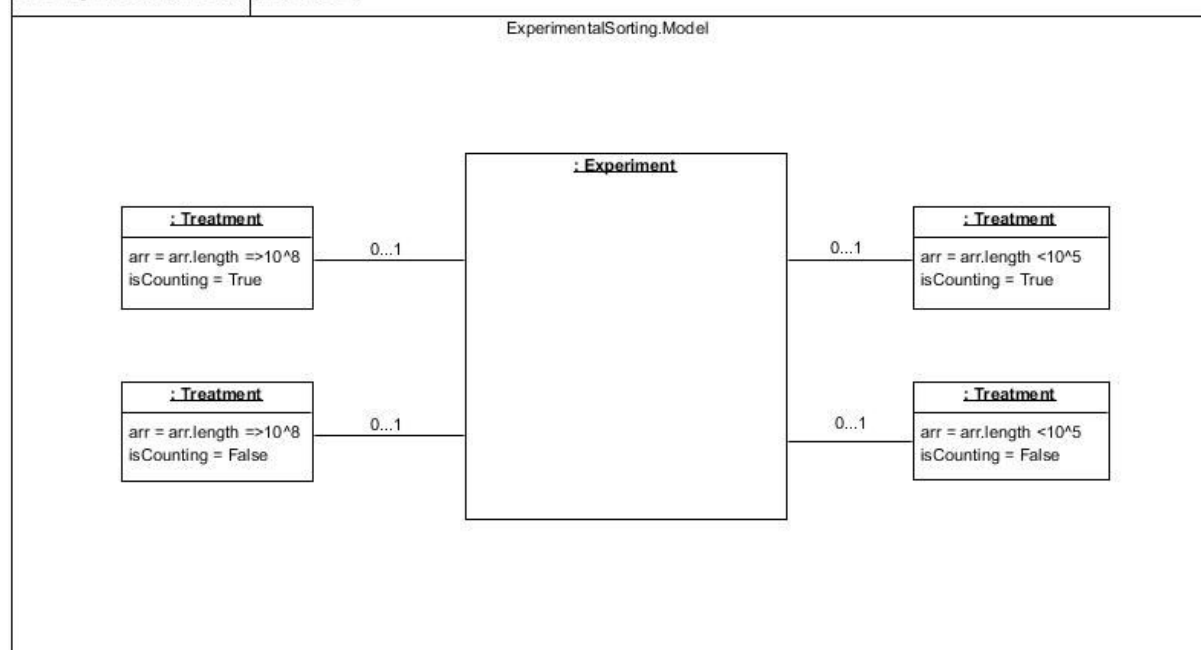 ExperimentalSorting.Model
: Experiment
: Treatment
arr = arr.length =>10^8
isCounting = True
0...1
: Treatment
arr = arr.length <10^5
isCounting = True
0...1
: Treatment
arr = arr.length =>10^8
isCounting = False
0...1
: Treatment
arr = arr.length <10^5
isCounting = False
0...1